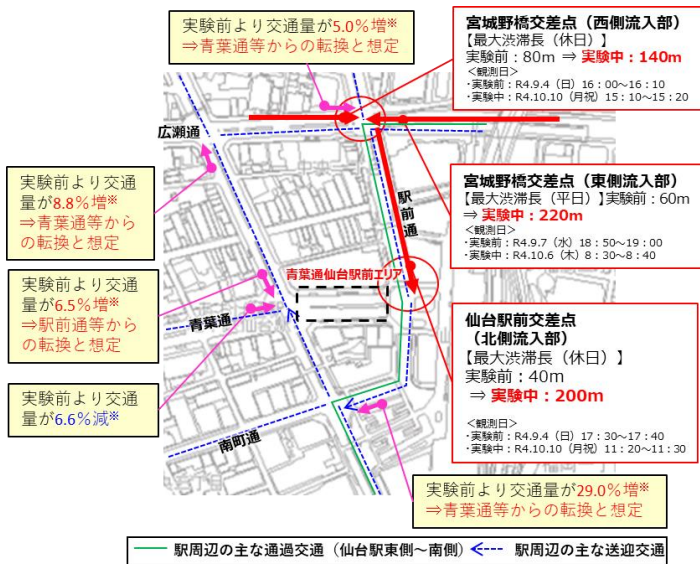 実験前より交通量が5.0%増※
⇒青葉通等からの転換と想定
宮城野橋交差点（西側流入部）
【最大渋滞長（休日）】
実験前：80m ⇒ 実験中：140m
＜観測日＞
・実験前：R4.9.4（日）16：00～16：10
・実験中：R4.10.10（月祝）15：10～15：20
広瀬通
実験前より交通
量が8.8%増※
⇒青葉通等から
の転換と想定
駅前通
宮城野橋交差点（東側流入部）
【最大渋滞長（平日）】実験前：60m
⇒ 実験中：220m
＜観測日＞
・実験前：R4.9.7（水）18：50～19：00
・実験中：R4.10.6（木）8：30～8：40
青葉通仙台駅前エリア
実験前より交通
量が6.5%増※
⇒駅前通等から
の転換と想定
青葉通
仙台駅前交差点
（北側流入部）
【最大渋滞長（休日）】
実験前：40m
⇒ 実験中：200m
＜観測日＞
・実験前：R4.9.4（日）17：30～17：40
・実験中：R4.10.10（月祝）11：20～11：30
実験前より交通
量が6.6%減※
南町通
実験前より交通量が29.0%増※
⇒青葉通等からの転換と想定
駅周辺の主な通過交通（仙台駅東側～南側）
駅周辺の主な送迎交通